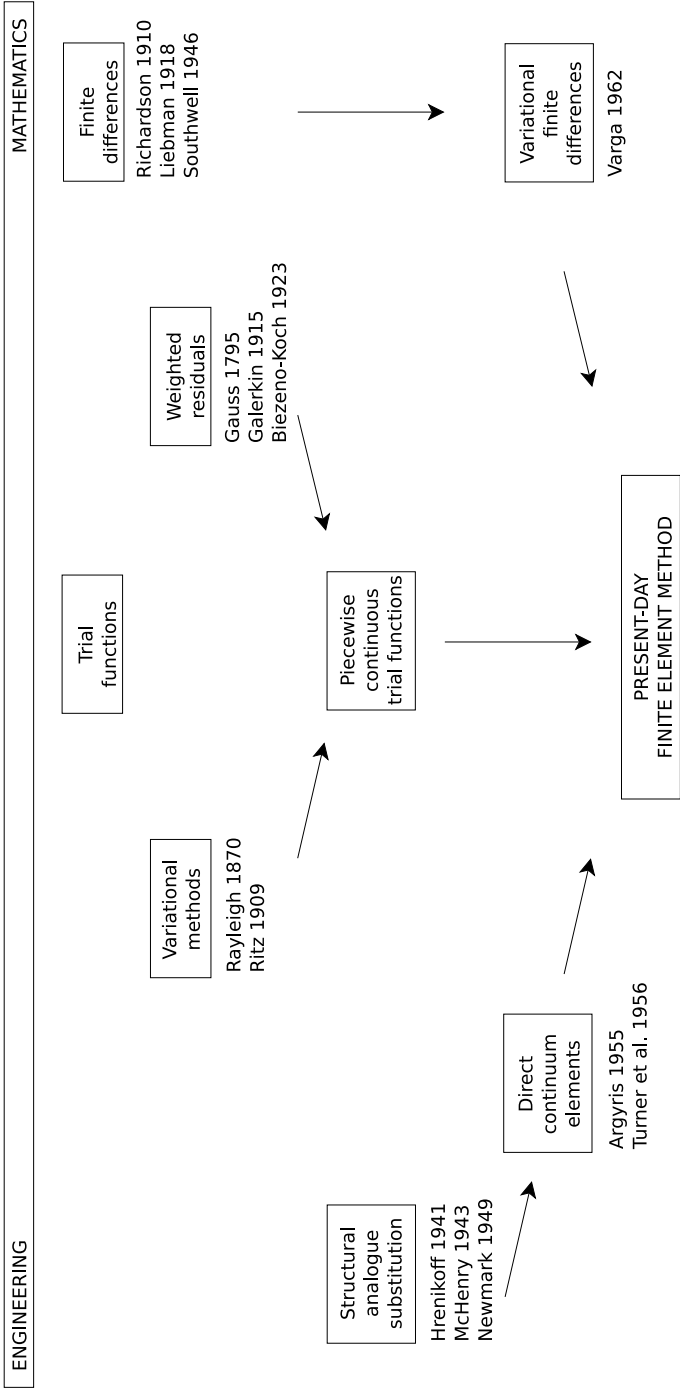 ENGINEERING
MATHEMATICS
Trial
functions
Finite
differences
Richardson 1910
Liebman 1918
Southwell 1946
Variational
methods
Rayleigh 1870
Ritz 1909
Weighted
residuals
Gauss 1795
Galerkin 1915
Biezeno-Koch 1923
Structural
analogue
substitution
Hrenikoff 1941
McHenry 1943
Newmark 1949
Piecewise
continuous
trial functions
Direct
continuum
elements
Argyris 1955
Turner et al. 1956
Variational
finite
differences
Varga 1962
PRESENT-DAY
FINITE ELEMENT METHOD